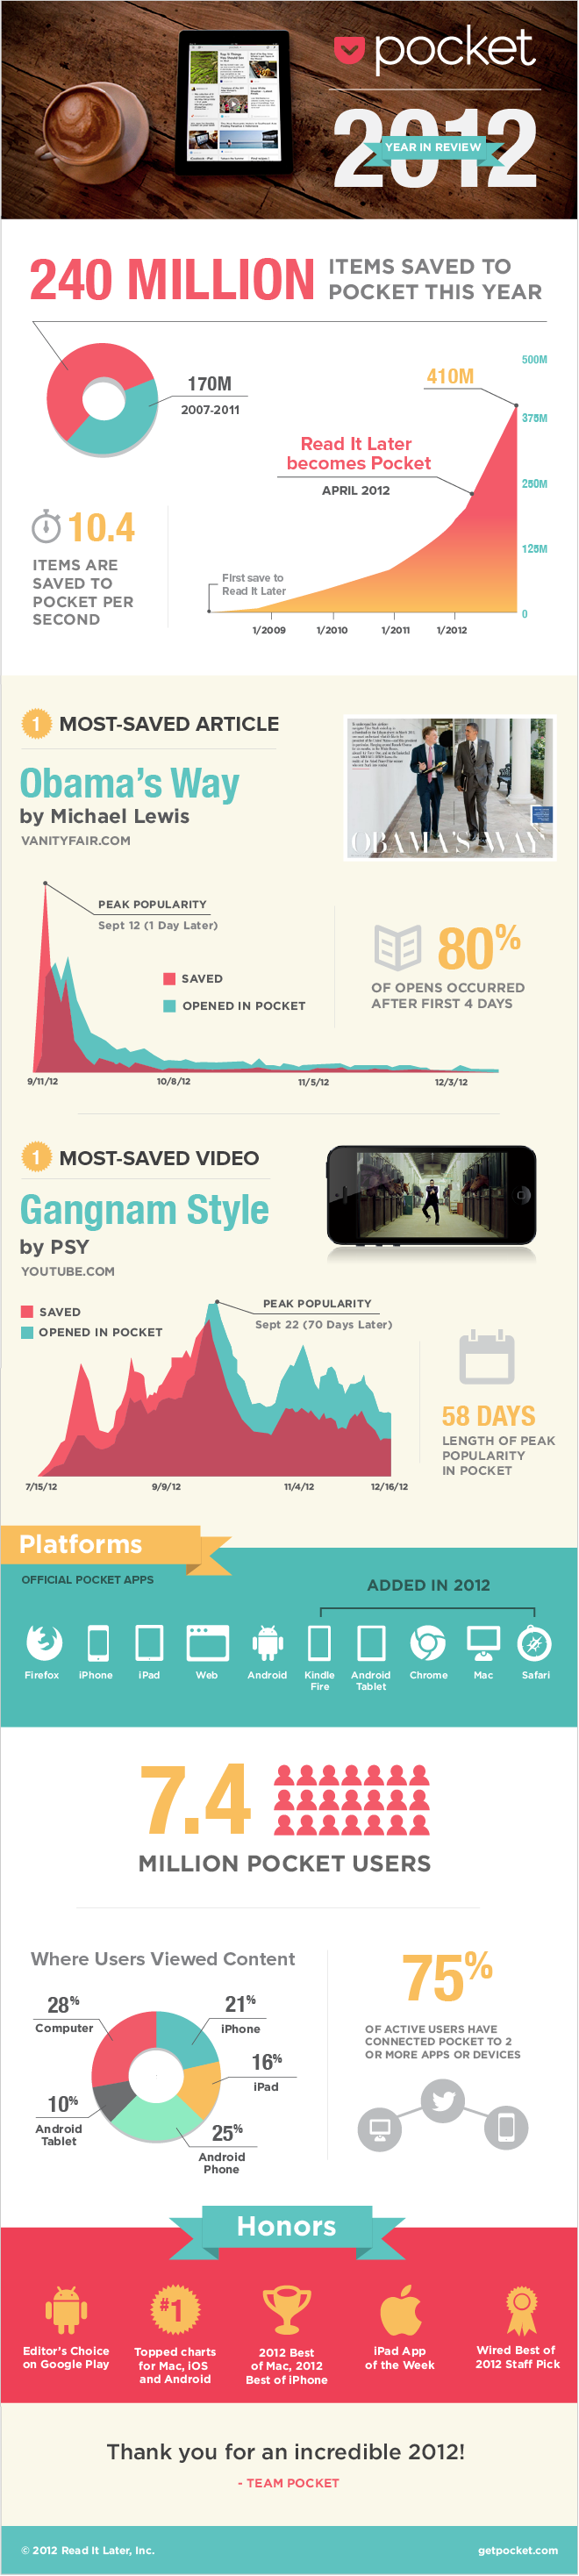 pocket
2012
YEAR IN REVIEW
240 MILLION
ITEMS SAVED TO
POCKET THIS YEAR
170M
2007-2011
10.4
ITEMS ARE
SAVED TO
POCKET PER
SECOND
410M
Read It Later
becomes Pocket
APRIL 2012
First save to
Read It Later
500M
375M
250M
125M
0
1/2009 1/2010 1/2011 1/2012
1 MOST-SAVED ARTICLE
Obama's Way
by Michael Lewis
VANITYFAIR.COM
OBAMA'S WAY
PEAK POPULARITY
Sept 12 (1 Day Later)
SAVED
OPENED IN POCKET
9/11/12 10/8/12 11/5/12 12/3/12
80%
OF OPENS OCCURRED
AFTER FIRST 4 DAYS
1 MOST-SAVED VIDEO
Gangnam Style
by PSY
YOUTUBE.COM
SAVED
OPENED IN POCKET
PEAK POPULARITY
Sept 22 (70 Days Later)
7/15/12 9/9/12 11/4/12 12/16/12
58 DAYS
LENGTH OF PEAK
POPULARITY
IN POCKET
Platforms
OFFICIAL POCKET APPS
ADDED IN 2012
Firefox
iPhone
iPad
Web
Android
Kindle
Fire
Android
Tablet
Chrome
Mac
Safari
7.4
MILLION POCKET USERS
Where Users Viewed Content
28%
Computer
21%
iPhone
16%
iPad
10%
Android
Tablet
25%
Android
Phone
75%
OF ACTIVE USERS HAVE
CONNECTED POCKET TO 2
OR MORE APPS OR DEVICES
Honors
Editor's Choice
on Google Play
#1
Topped charts
for Mac, iOS
and Android
2012 Best
of Mac, 2012
Best of iPhone
iPad App
of the Week
Wired Best of
2012 Staff Pick
Thank you for an incredible 2012!
- TEAM POCKET
© 2012 Read It Later, Inc.
getpocket.com